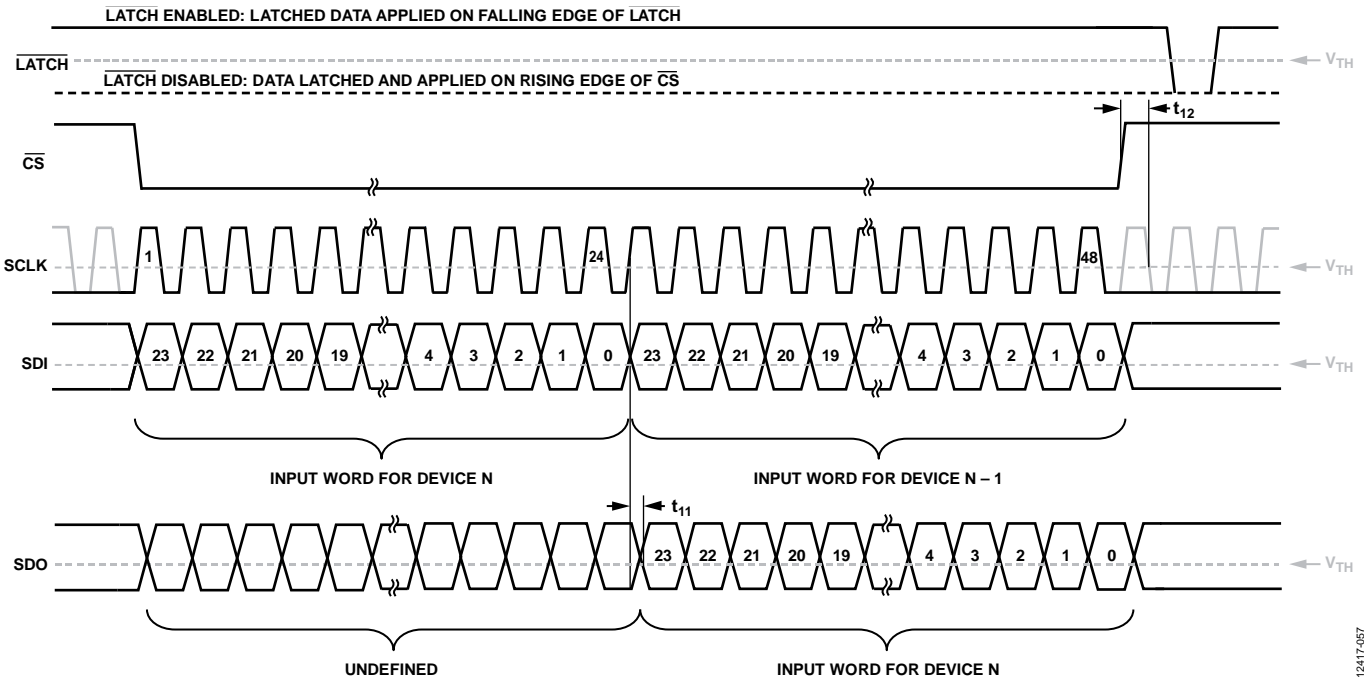 LATCH ENABLED: LATCHED DATA APPLIED ON FALLING EDGE OF LATCH
LATCH
VTH
LATCH DISABLED: DATA LATCHED AND APPLIED ON RISING EDGE OF CS
t12
CS
1 24 48
SCLK
VTH
SDI 23 22 21 20 19 4 3 2 1 0 23 22 21 20 19 4 3 2 1 0
VTH
INPUT WORD FOR DEVICE N INPUT WORD FOR DEVICE N – 1
t11
SDO 23 22 21 20 19 4 3 2 1 0
VTH
UNDEFINED INPUT WORD FOR DEVICE N
12417-057